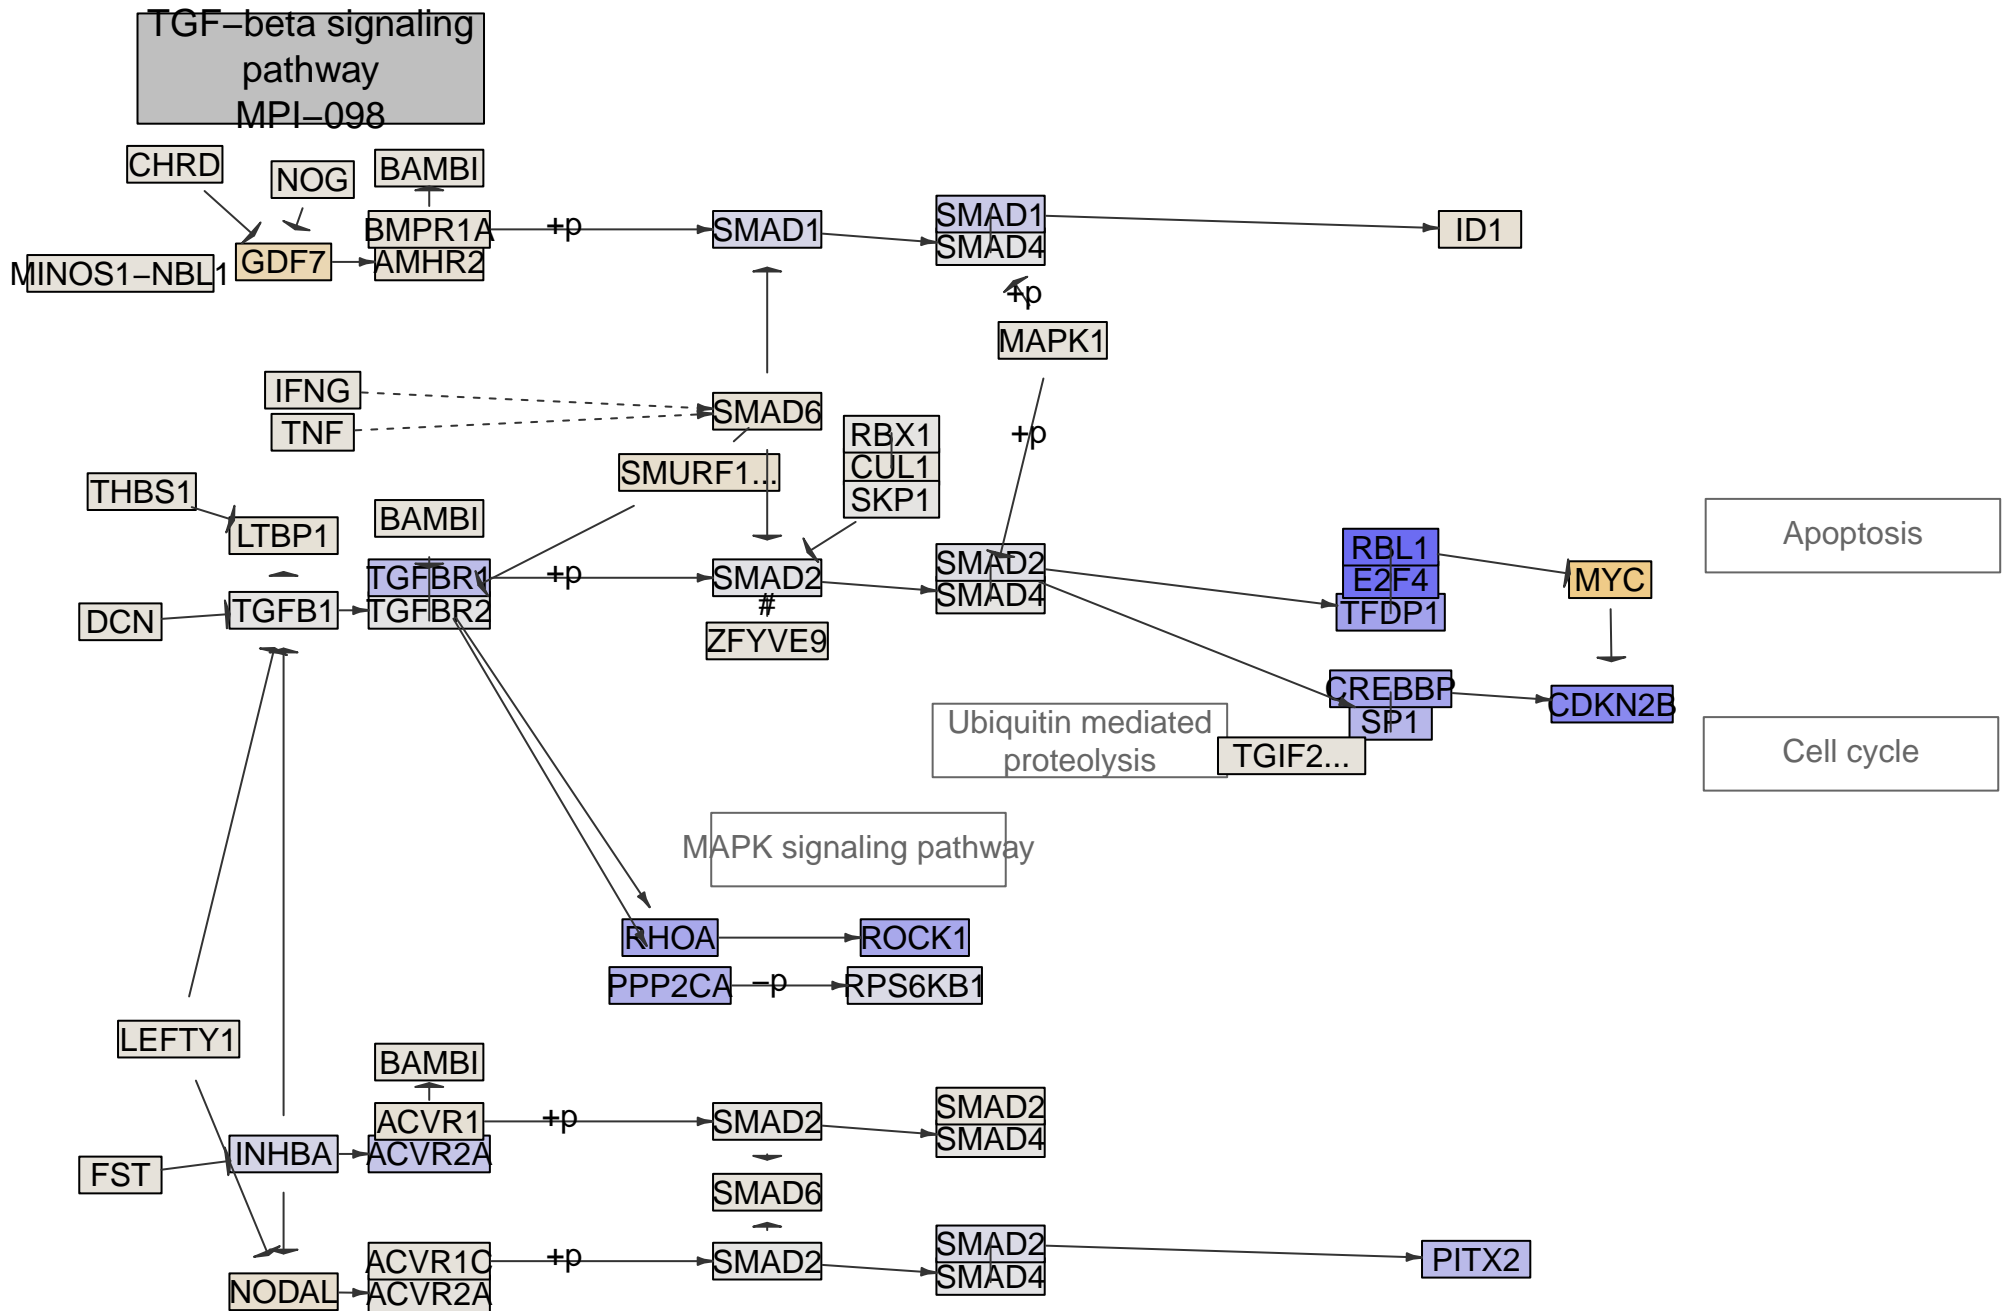 TGF−beta signaling
pathway
MPI−098
CHRD
NOG
BAMBI
BMPR1A
+p
SMAD1
SMAD1
SMAD4
ID1
MINOS1−NBL1
GDF7
AMHR2
+p
MAPK1
IFNG
TNF
SMAD6
RBX1
CUL1
SKP1
+p
SMURF1...
THBS1
LTBP1
BAMBI
TGFBR1
TGFBR2
+p
SMAD2
#
ZFYVE9
SMAD2
SMAD4
RBL1
E2F4
TFDP1
MYC
Apoptosis
DCN
TGFB1
CREBBP
SP1
TGIF2...
CDKN2B
Cell cycle
Ubiquitin mediated
proteolysis
MAPK signaling pathway
RHOA
ROCK1
PPP2CA
−p
RPS6KB1
LEFTY1
BAMBI
ACVR1
ACVR2A
+p
SMAD2
SMAD2
SMAD4
FST
INHBA
SMAD6
NODAL
ACVR1C
ACVR2A
+p
SMAD2
SMAD2
SMAD4
PITX2